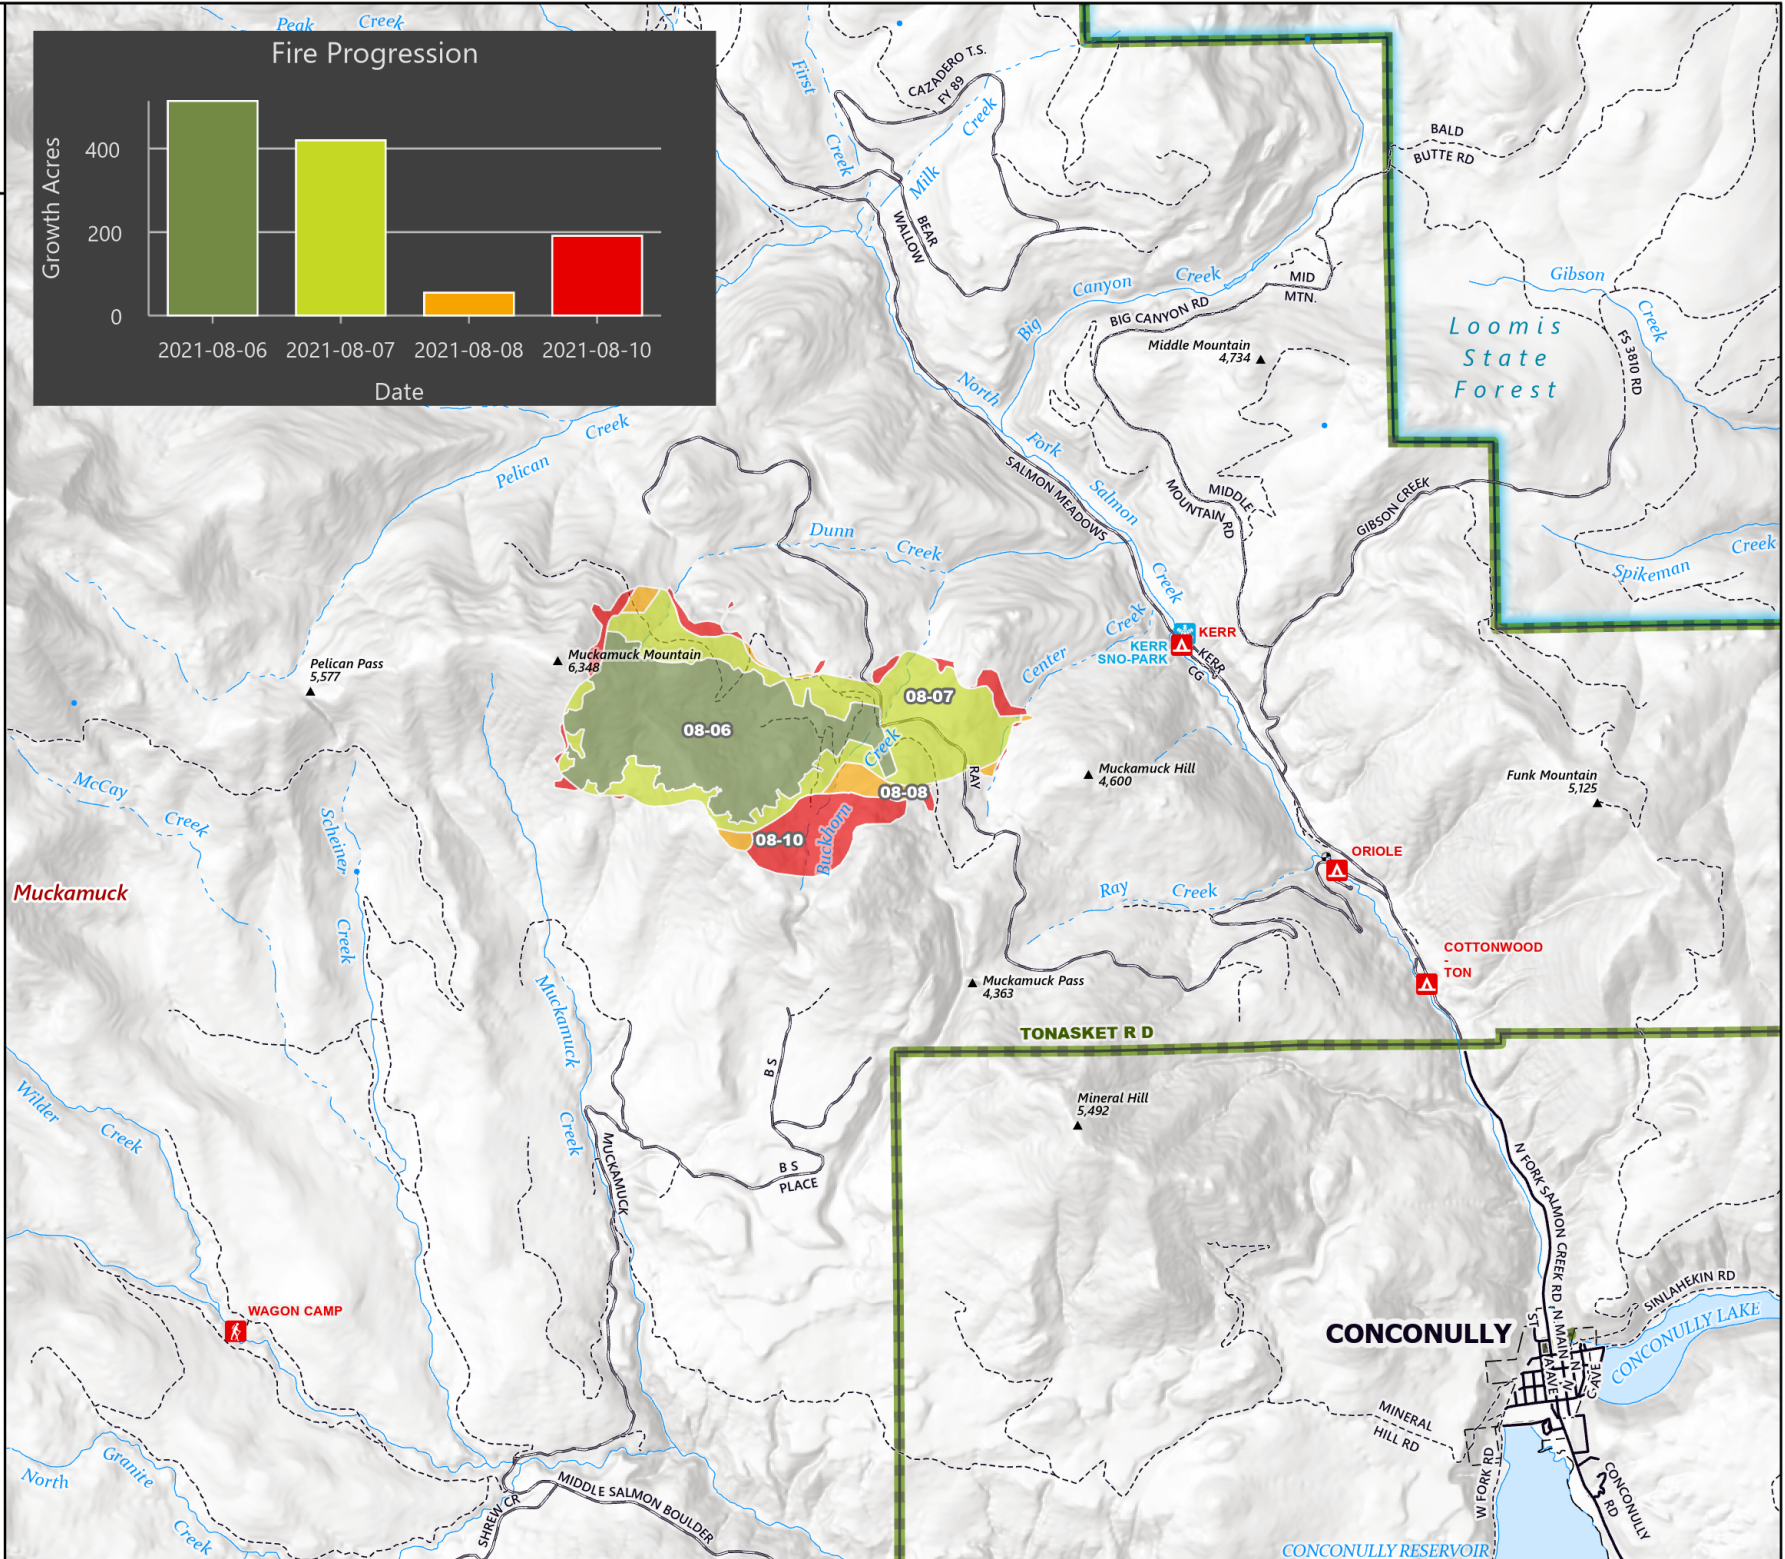 Peak Creek
Fire Progression
Growth Acres
400
200
0
2021-08-06 2021-08-07 2021-08-08 2021-08-10
Date
First
Creek
CAZADERO T.S.
FY 89
Milk
Creek
BEAR
WALLOW
BALD
BUTTE RD
Big
Canyon
Creek
MID
MTN.
BIG CANYON RD
Gibson
Creek
FS 3810 RD
Loomis
State
Forest
Middle Mountain
4,734
North
Fork
Salmon
Creek
SALMON MEADOWS
MIDDLE
MOUNTAIN RD
GIBSON CREEK
Pelican
Creek
Dunn
Creek
Creek
Spikeman
Center
Creek
KERR
KERR
SNO-PARK
KERR
CG
Pelican Pass
5,577
Muckamuck Mountain
6,348
08-06
08-07
08-08
08-10
Creek
Buckhorn
RAY
Muckamuck Hill
4,600
Funk Mountain
5,125
McCay
Creek
Scheiner
Creek
Muckamuck
ORIOLE
Ray
Creek
COTTONWOOD
-
TON
Muckamuck Pass
4,363
Muckamuck
Creek
TONASKET R D
B S
Mineral Hill
5,492
Wilder
Creek
MUCKAMUCK
B S
PLACE
N FORK SALMON CREEK RD
N MAIN
ST
SINLAHEKIN RD
CONCONULLY LAKE
WAGON CAMP
CONCONULLY
MINERAL
HILL RD
W FORK RD
CONCONULLY
RD
North
Granite
Creek
MIDDLE SALMON BOULDER
SHREW CR
CONCONULLY RESERVOIR